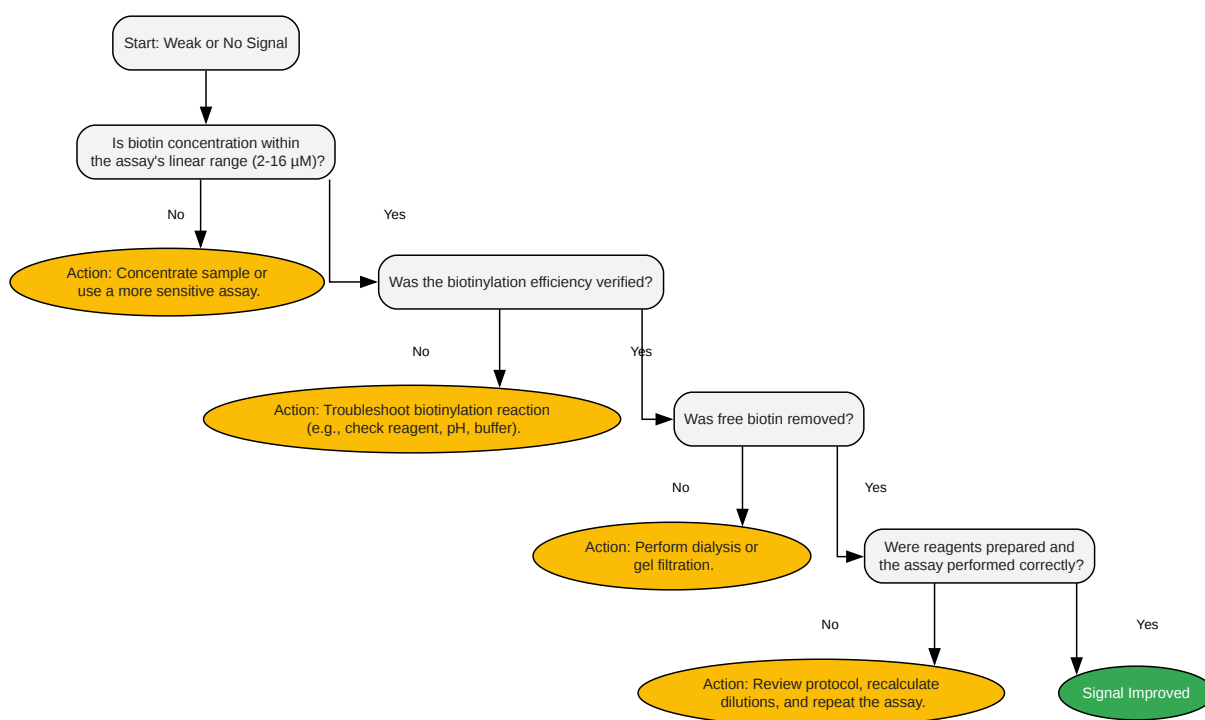 Start: Weak or No Signal
Is biotin concentration within
the assay's linear range (2-16 µM)?
No
Yes
Action: Concentrate sample or
use a more sensitive assay.
Was the biotinylation efficiency verified?
No
Yes
Action: Troubleshoot biotinylation reaction
(e.g., check reagent, pH, buffer).
Was free biotin removed?
No
Yes
Action: Perform dialysis or
gel filtration.
Were reagents prepared and
the assay performed correctly?
No
Yes
Action: Review protocol, recalculate
dilutions, and repeat the assay.
Signal Improved